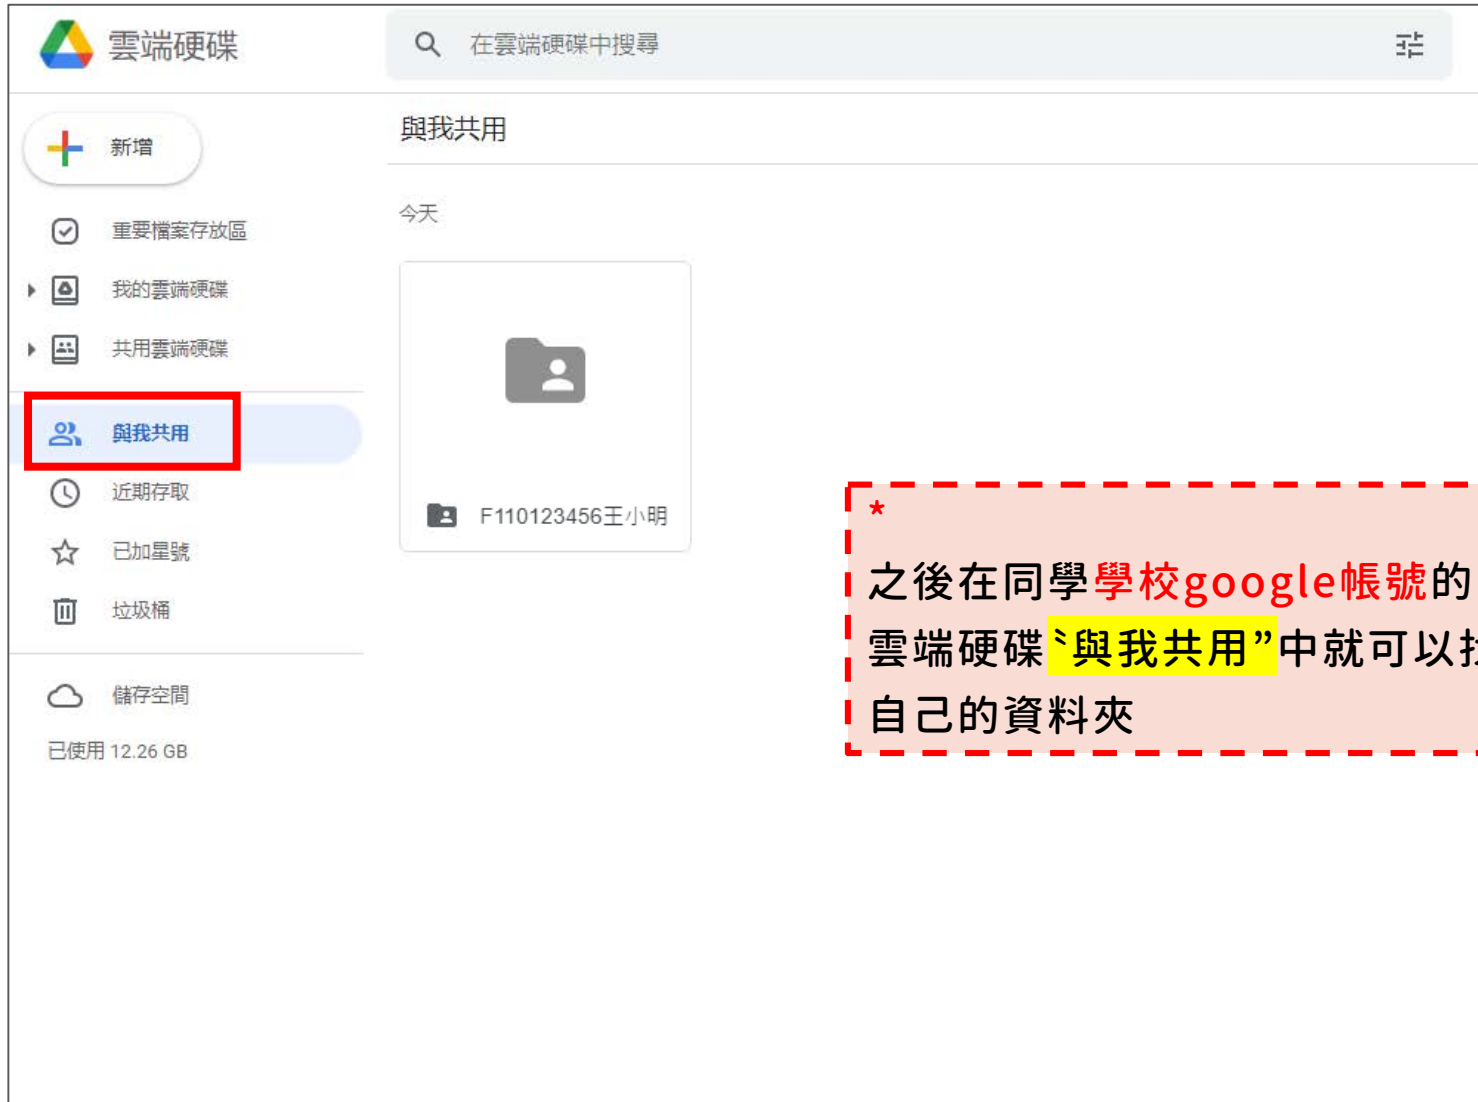 雲端硬碟
在雲端硬碟中搜尋
新增
與我共用
重要檔案存放區
今天
我的雲端硬碟
共用雲端硬碟
與我共用
近期存取
F110123456王小明
已加星號
垃圾桶
儲存空間
已使用 12.26 GB
*
之後在同學學校google帳號的
雲端硬碟〝與我共用”中就可以
自己的資料夾